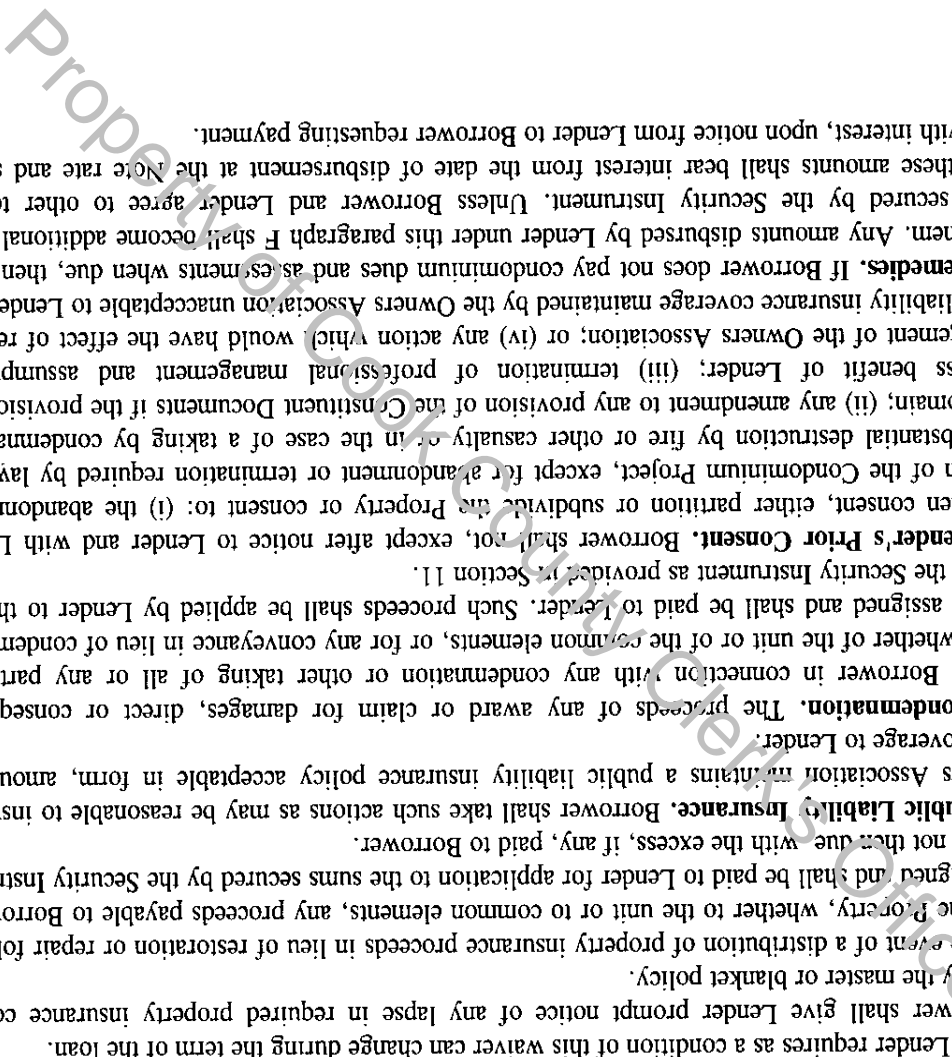 Lender requires as a condition of this waiver can change during the term of the loan.
wer shall give Lender prompt notice of any lapse in required property insurance co
y the master or blanket policy.
event of a distribution of property insurance proceeds in lieu of restoration or repair fol
he Property, whether to the unit or to common elements, any proceeds payable to Borro
igned and shall be paid to Lender for application to the sums secured by the Security Instr
not then due, with the excess, if any, paid to Borrower.
ublic Liability Insurance. Borrower shall take such actions as may be reasonable to insu
s Association maintains a public liability insurance policy acceptable in form, amou
overage to Lender.
ondemnation. The proceeds of any award or claim for damages, direct or conseq
Borrower in connection with any condemnation or other taking of all or any part
whether of the unit or of the common elements, or for any conveyance in lieu of condem
assigned and shall be paid to Lender. Such proceeds shall be applied by Lender to th
the Security Instrument as provided in Section 11.
ender's Prior Consent. Borrower shall not, except after notice to Lender and with L
en consent, either partition or subdivide the Property or consent to: (i) the abandonm
n of the Condominium Project, except for abandonment or termination required by law
bstantial destruction by fire or other casualty or in the case of a taking by condemna
omain; (ii) any amendment to any provision of the Constituent Documents if the provisio
ss benefit of Lender; (iii) termination of professional management and assump
gement of the Owners Association; or (iv) any action which would have the effect of re
liability insurance coverage maintained by the Owners Association unacceptable to Lende
emedies. If Borrower does not pay condominium dues and assessments when due, then
hem. Any amounts disbursed by Lender under this paragraph F shall become additional
secured by the Security Instrument. Unless Borrower and Lender agree to other te
these amounts shall bear interest from the date of disbursement at the Note rate and s
ith interest, upon notice from Lender to Borrower requesting payment.
Property of Cook County Clerk's Office